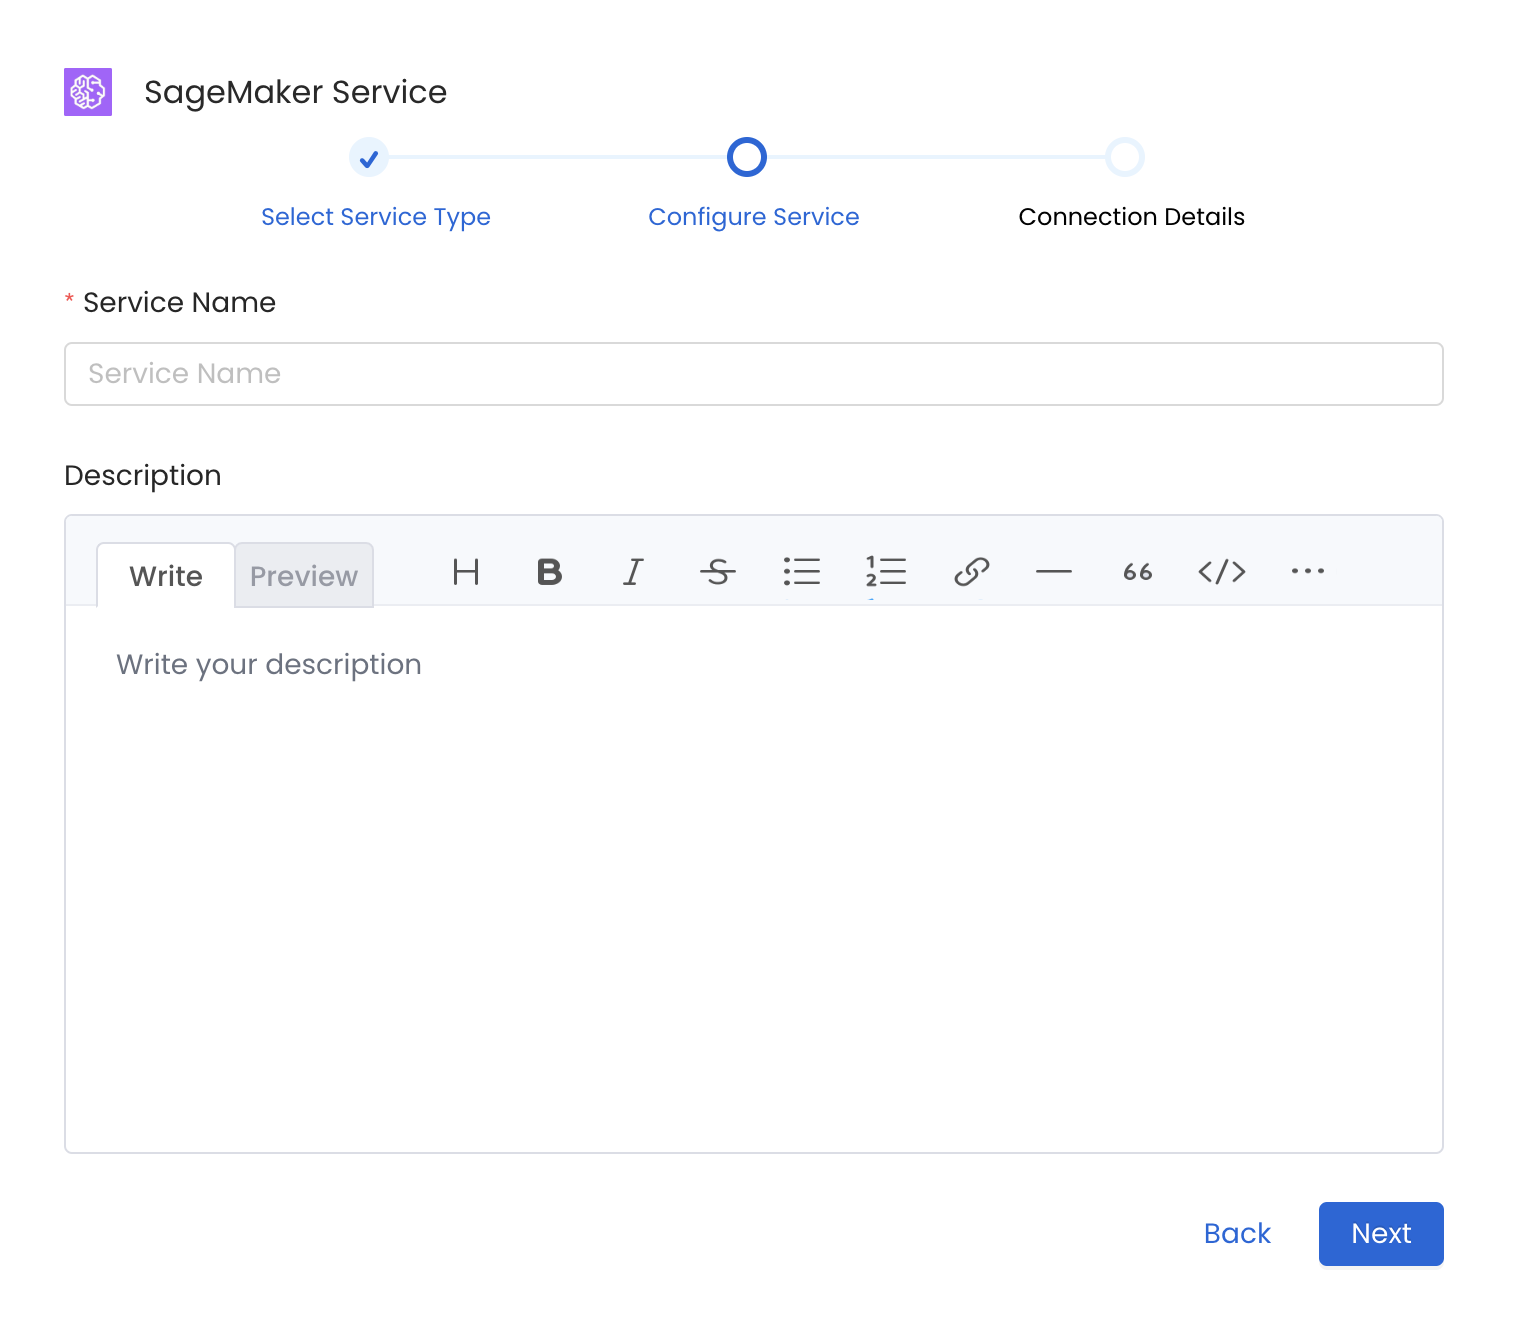 SageMaker Service
Select Service Type
Configure Service
Connection Details
* Service Name
Service Name
Description
Write
Preview
Write your description
Back
Next